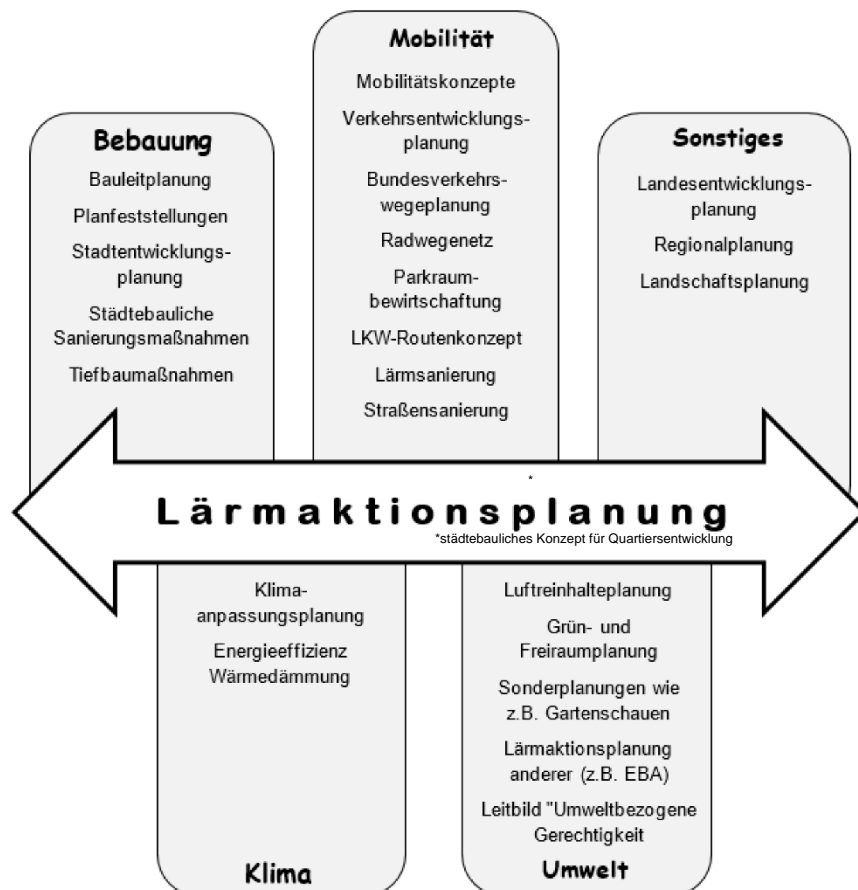 Mobilität
Mobilitätskonzepte
Verkehrsentwicklungs-
planung
Bundesverkehrs-
wegeplanung
Radwegenetz
Parkraum-
bewirtschaftung
LKW-Routenkonzept
Lärmsanierung
Straßensanierung
Bebauung
Bauleitplanung
Planfeststellungen
Stadtentwicklungs-
planung
Städtebauliche
Sanierungsmaßnahmen
Tiefbaumaßnahmen
Sonstiges
Landesentwicklungs-
planung
Regionalplanung
Landschaftsplanung
*
Lärmaktionsplanung
*städtebauliches Konzept für Quartiersentwicklung
Klima-
anpassungsplanung
Energieeffizienz
Wärmedämmung
Klima
Luftreinhalteplanung
Grün- und
Freiraumplanung
Sonderplanungen wie
z.B. Gartenschauen
Lärmaktionsplanung
anderer (z.B. EBA)
Leitbild "Umweltbezogene
Gerechtigkeit
Umwelt